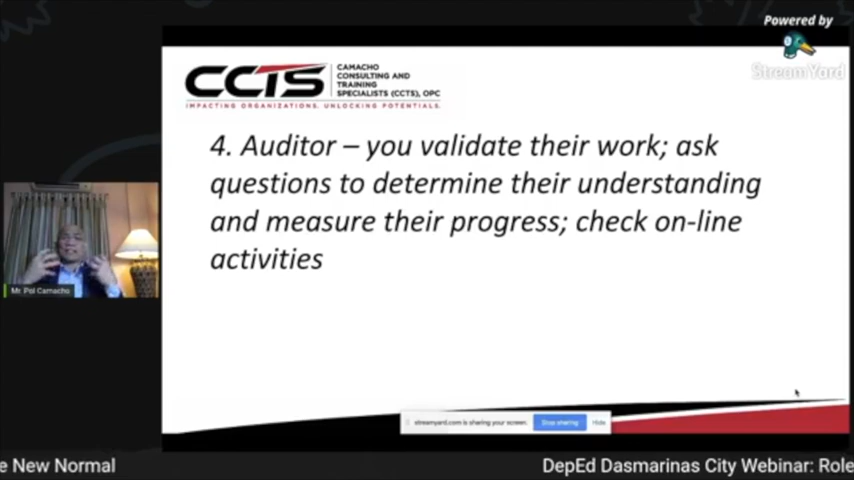 Powered by
StreamYard
CCTS
CAMACHO
CONSULTING AND
TRAINING
SPECIALISTS (CCTS), OPC
IMPACTING ORGANIZATIONS. UNLOCKING POTENTIALS.
4. Auditor – you validate their work; ask
questions to determine their understanding
and measure their progress; check on-line
activities
Mr. Pol Camacho
streamyard.com is sharing your screen.
Stop sharing
Hide
e New Normal
DepEd Dasmarinas City Webinar: Role